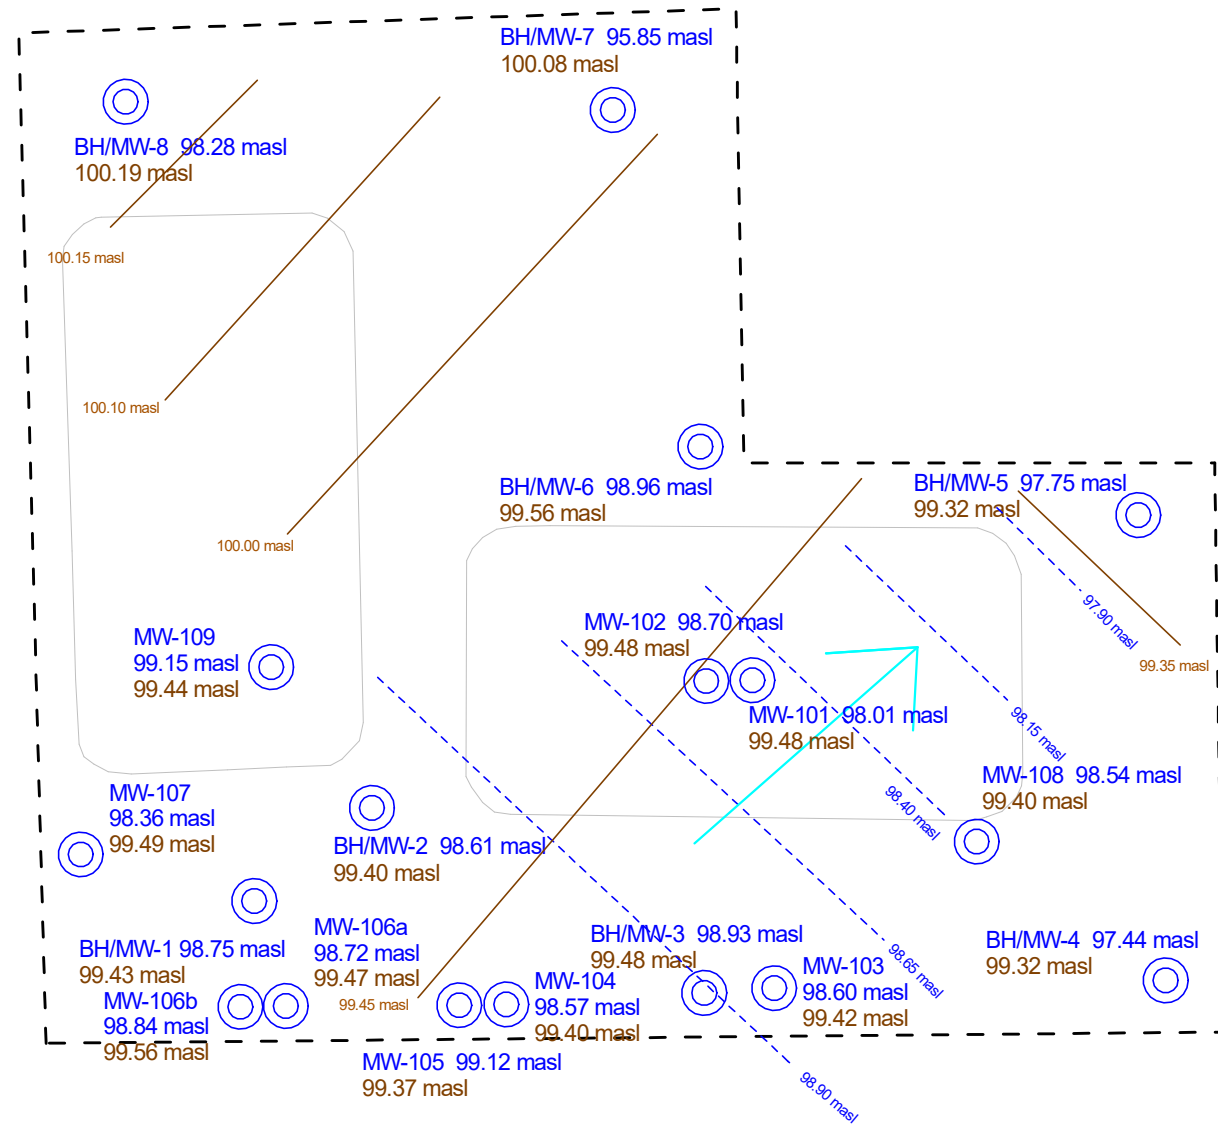 BH/MW-7 95.85 masl
100.08 masl
BH/MW-8 98.28 masl
100.19 masl
100.15 masl
100.10 masl
100.00 masl
BH/MW-6 98.96 masl
99.56 masl
BH/MW-5 97.75 masl
99.32 masl
97.90 masl
99.35 masl
MW-109
99.15 masl
99.44 masl
MW-102 98.70 masl
99.48 masl
MW-101 98.01 masl
99.48 masl
98.15 masl
MW-108 98.54 masl
99.40 masl
98.40 masl
MW-107
98.36 masl
99.49 masl
BH/MW-2 98.61 masl
99.40 masl
BH/MW-1 98.75 masl
99.43 masl
MW-106a
98.72 masl
99.47 masl
MW-106b
98.84 masl
99.56 masl
99.45 masl
BH/MW-3 98.93 masl
99.48 masl
98.65 masl
BH/MW-4 97.44 masl
99.32 masl
MW-104
98.57 masl
99.40 masl
MW-103
98.60 masl
99.42 masl
MW-105 99.12 masl
99.37 masl
98.90 masl